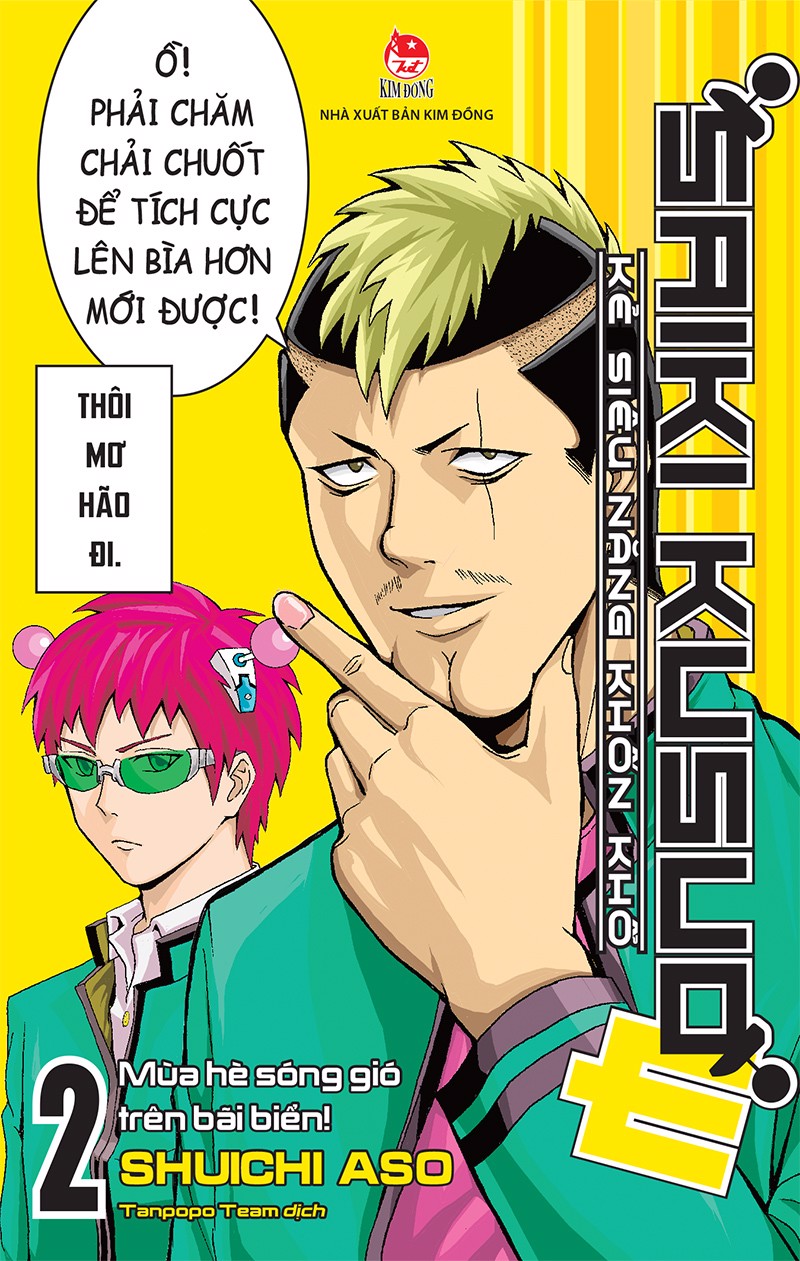 Ồ!
PHẢI CHĂM
CHẢI CHUỐT
ĐỂ TÍCH CỰC
LÊN BÌA HƠN
MỚI ĐƯỢC!
Kđ
KIM ĐỒNG
NHÀ XUẤT BẢN KIM ĐỒNG
THÔI
MƠ
HÃO
ĐI.
SAIKI KUSUO
KẺ SIÊU NĂNG KHỐN KHỔ
2
Mùa hè sóng gió
trên bãi biển!
SHUICHI ASO
Tanpopo Team dịch